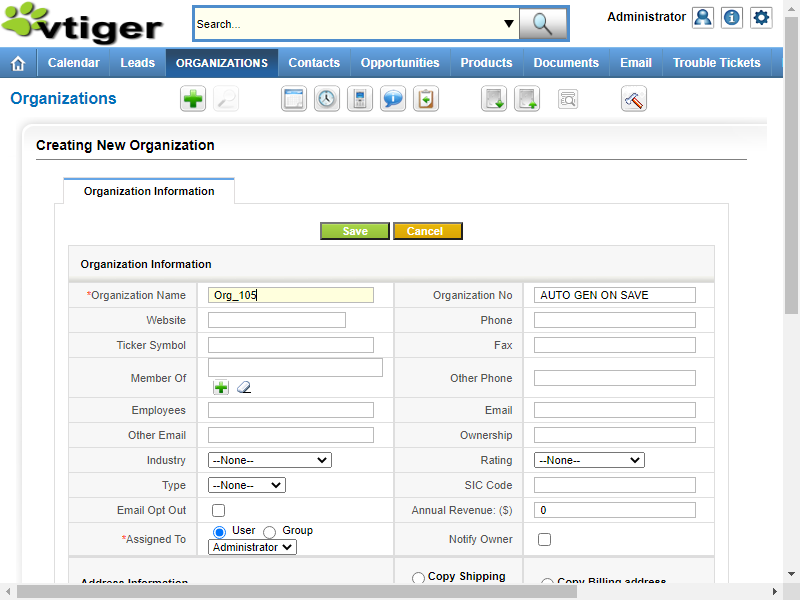 vtiger
Search...
Administrator
Calendar Leads ORGANIZATIONS Contacts Opportunities Products Documents Email Trouble Tickets
Organizations
Creating New Organization
Organization Information
Save Cancel
Organization Information
*Organization Name Org_105 Organization No AUTO GEN ON SAVE
Website Phone
Ticker Symbol Fax
Member Of Other Phone
Employees Email
Other Email Ownership
Industry --None-- Rating --None--
Type --None-- SIC Code
Email Opt Out Annual Revenue: ($) 0
*Assigned To User Group Administrator Notify Owner
Address Information Copy Shipping Copy Billing address